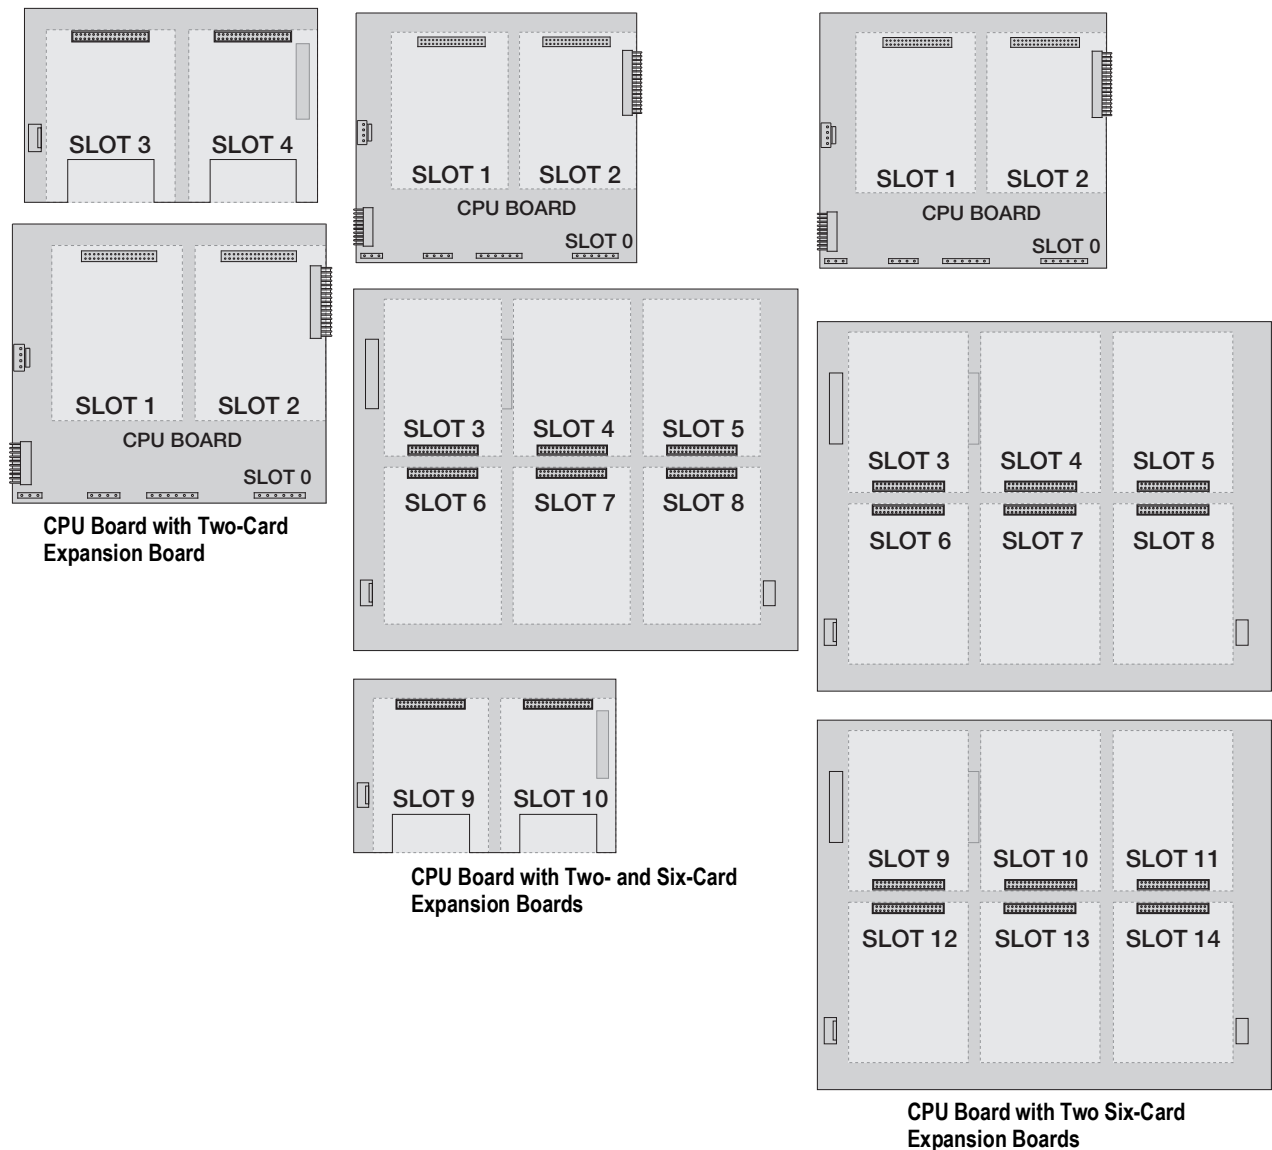 SLOT 3 SLOT 4
SLOT 1 SLOT 2
CPU BOARD
SLOT 0
CPU Board with Two-Card
Expansion Board
SLOT 1 SLOT 2
CPU BOARD
SLOT 0
SLOT 3 SLOT 4 SLOT 5
SLOT 6 SLOT 7 SLOT 8
SLOT 9 SLOT 10
CPU Board with Two- and Six-Card
Expansion Boards
SLOT 1 SLOT 2
CPU BOARD
SLOT 0
SLOT 3 SLOT 4 SLOT 5
SLOT 6 SLOT 7 SLOT 8
SLOT 9 SLOT 10 SLOT 11
SLOT 12 SLOT 13 SLOT 14
CPU Board with Two Six-Card
Expansion Boards